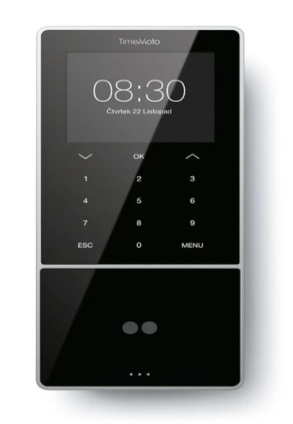 TimeMoto
08:30
Čtvrtek 22 Listopad
OK
1 2 3
4 5 6
7 8 9
ESC 0 MENU